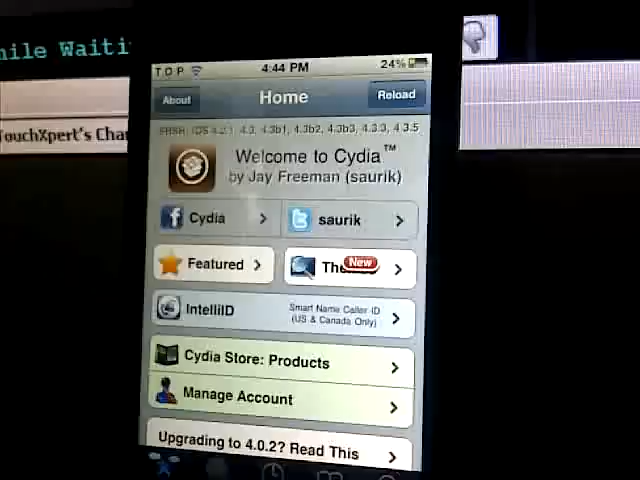 hile Waiti
TouchXpert's Cha
TOP 4:44 PM 24%
About Home Reload
SHSH: iOS 4.2.1, 4.3, 4.3b1, 4.3b2, 4.3b3, 4.3.3, 4.3.5
Welcome to Cydia™
by Jay Freeman (saurik)
Cydia saurik
Featured The New
IntelliID Smart Name Caller ID
(US & Canada Only)
Cydia Store: Products
Manage Account
Upgrading to 4.0.2? Read This